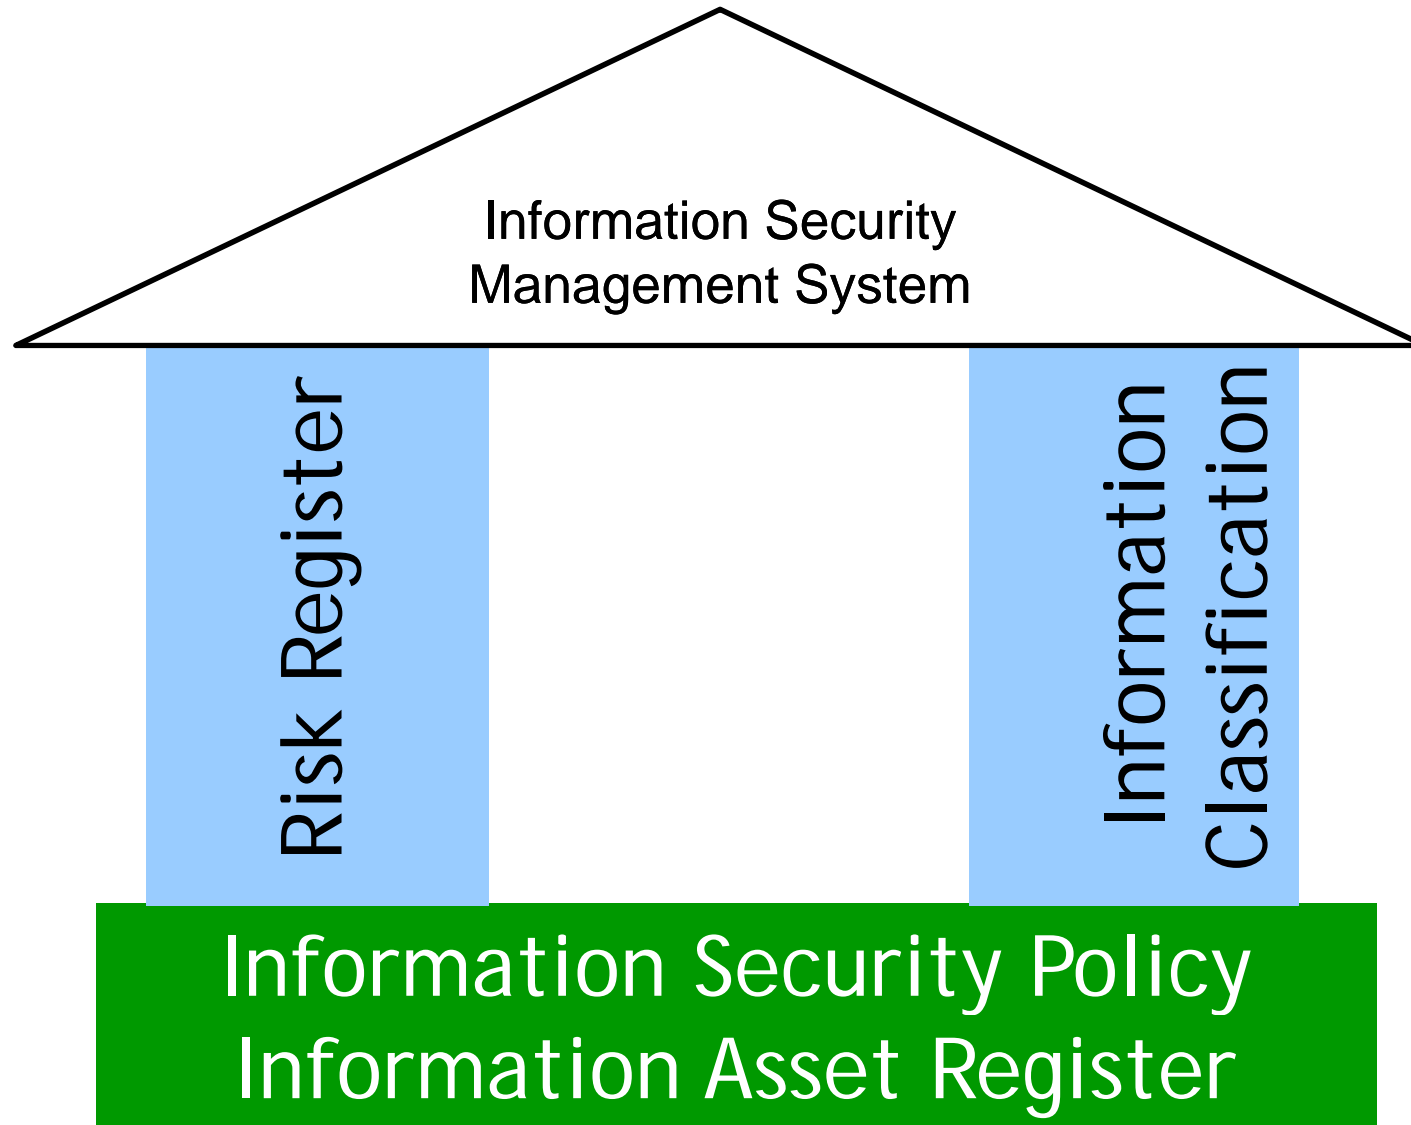 Information Security
Management System
Risk Register
Information
Classification
Information Security Policy
Information Asset Register